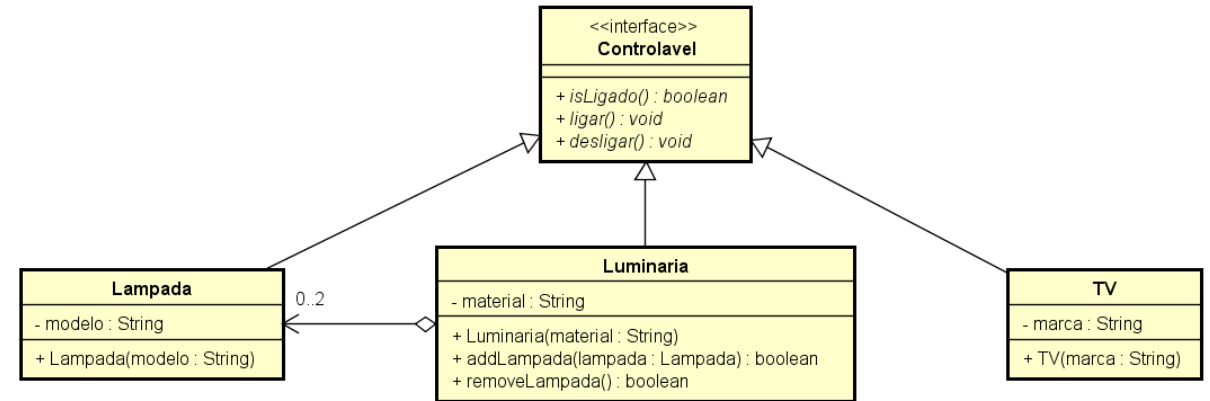 <<interface>>
Controlavel
+ isLigado() : boolean
+ ligar() : void
+ desligar() : void
Lampada
- modelo : String
+ Lampada(modelo : String)
0..2
Luminaria
- material : String
+ Luminaria(material : String)
+ addLampada(lampada : Lampada) : boolean
+ removeLampada() : boolean
TV
- marca : String
+ TV(marca : String)